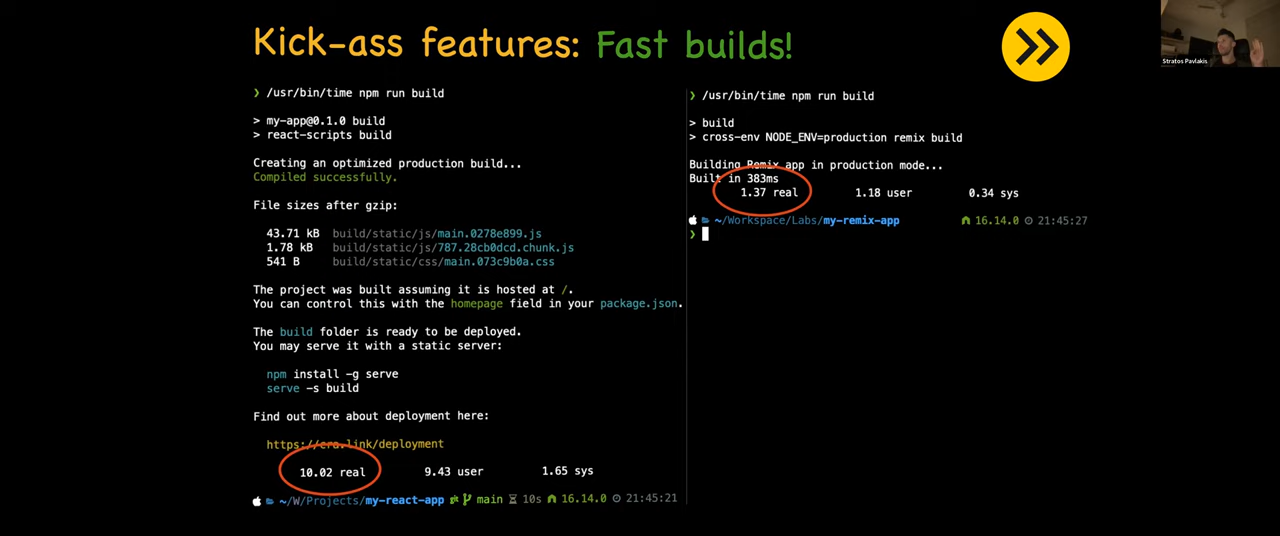 Kick-ass features: Fast builds!
Stratos Pavlakis
❯ /usr/bin/time npm run build
> my-app@0.1.0 build
> react-scripts build
Creating an optimized production build...
Compiled successfully.
File sizes after gzip:
43.71 kB build/static/js/main.0278e899.js
1.78 kB build/static/js/787.28cb0dcd.chunk.js
541 B build/static/css/main.073c9b0a.css
The project was built assuming it is hosted at /.
You can control this with the homepage field in your package.json.
The build folder is ready to be deployed.
You may serve it with a static server:
npm install -g serve
serve -s build
Find out more about deployment here:
https://cra.link/deployment
10.02 real 9.43 user 1.65 sys
~/W/Projects/my-react-app main 10s 16.14.0 21:45:21
❯ /usr/bin/time npm run build
> build
> cross-env NODE_ENV=production remix build
Building Remix app in production mode...
Built in 383ms
1.37 real 1.18 user 0.34 sys
~/Workspace/Labs/my-remix-app 16.14.0 21:45:27
❯